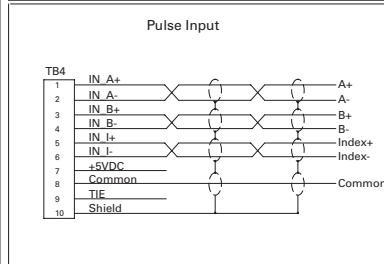 Pulse Input
TB4
1 IN_A+ A+
2 IN_A- A-
3 IN_B+ B+
4 IN_B- B-
5 IN_I+ Index+
6 IN_I- Index-
7 +5VDC
8 Common Common
9 TIE
10 Shield